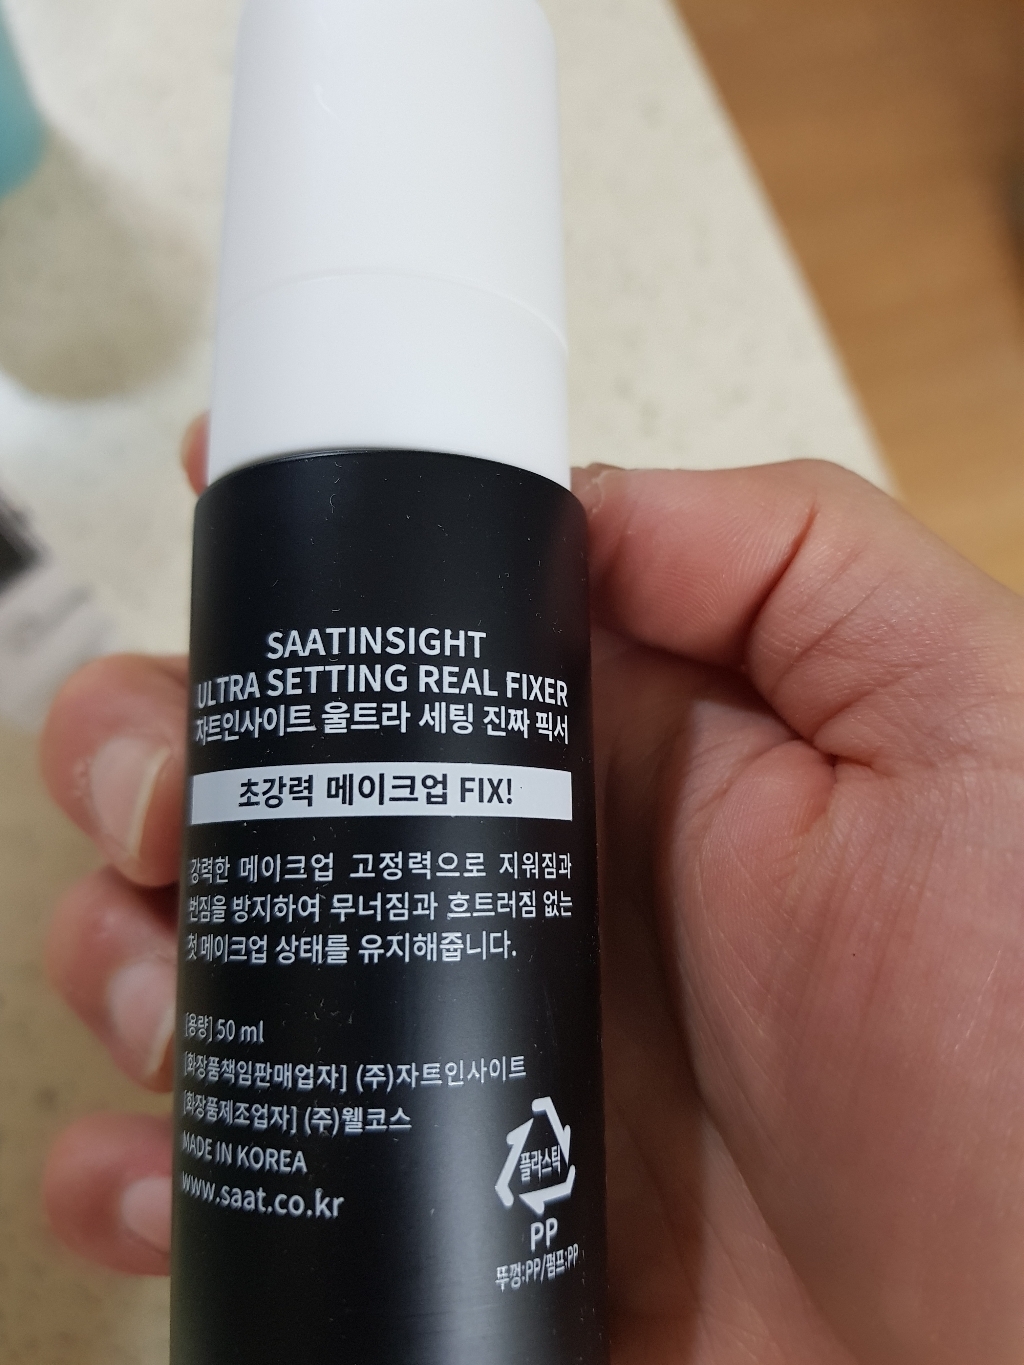 SAATINSIGHT
ULTRA SETTING REAL FIXER
자트인사이트 울트라 세팅 진짜 픽서
초강력 메이크업 FIX!
강력한 메이크업 고정력으로 지워짐과
번짐을 방지하여 무너짐과 흐트러짐 없는
첫 메이크업 상태를 유지해줍니다.
[용량] 50 ml
[화장품책임판매업자] (주)자트인사이트
[화장품제조업자] (주)웰코스
MADE IN KOREA
www.saat.co.kr
플라스틱
PP
뚜껑:PP/펌프:PP